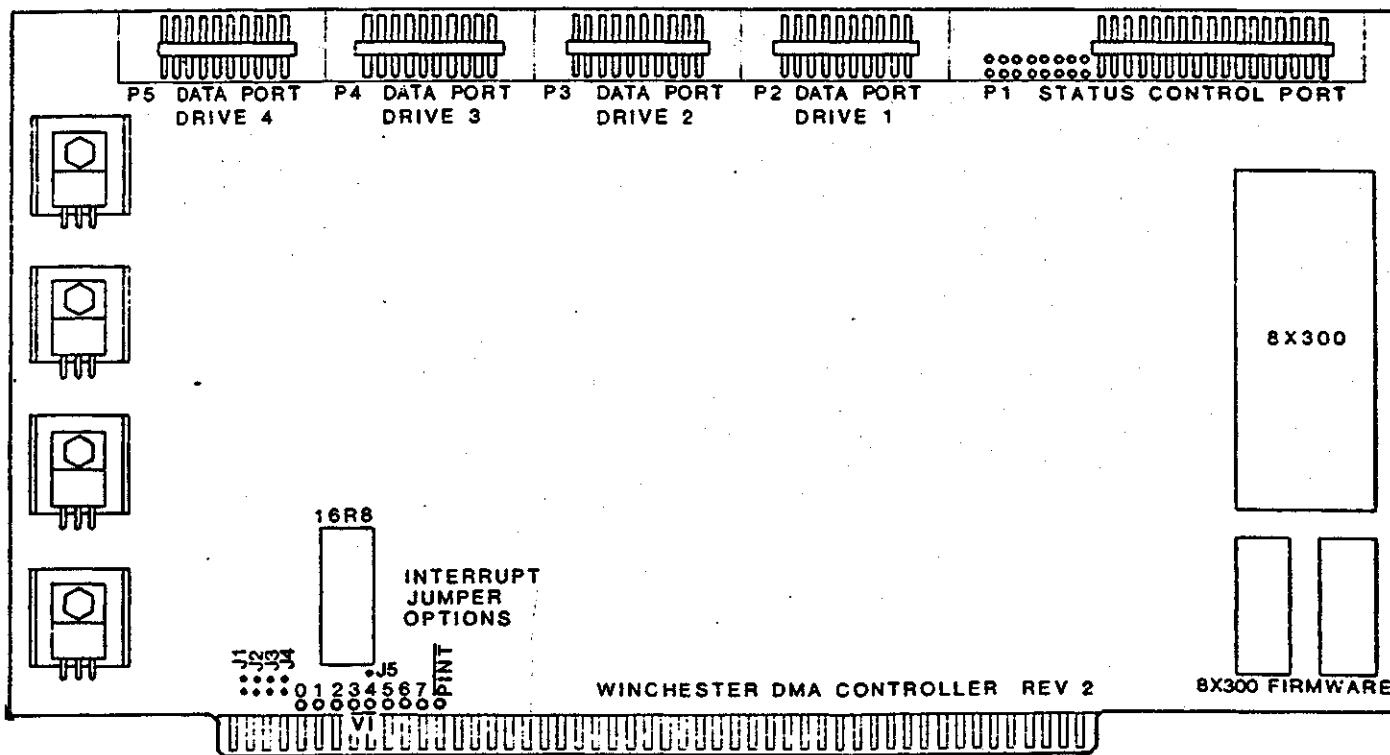 P5 DATA PORT
DRIVE 4
P4 DATA PORT
DRIVE 3
P3 DATA PORT
DRIVE 2
P2 DATA PORT
DRIVE 1
P1 STATUS CONTROL PORT
8X300
16R8
INTERRUPT
JUMPER
OPTIONS
J1
J2
J3
J4
J5
0 1 2 3 4 5 6 7 PINT
VI
WINCHESTER DMA CONTROLLER REV 2
8X300 FIRMWARE